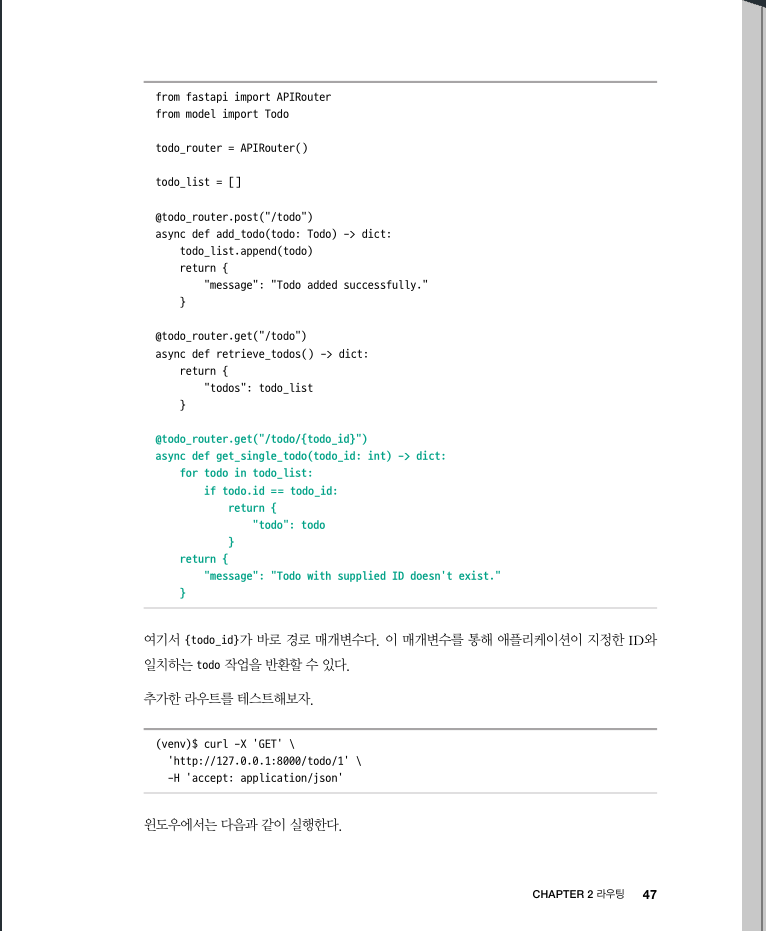 from fastapi import APIRouter
from model import Todo
todo_router = APIRouter()
todo_list = []
@todo_router.post("/todo")
async def add_todo(todo: Todo) -> dict:
    todo_list.append(todo)
    return {
        "message": "Todo added successfully."
    }
@todo_router.get("/todo")
async def retrieve_todos() -> dict:
    return {
        "todos": todo_list
    }
@todo_router.get("/todo/{todo_id}")
async def get_single_todo(todo_id: int) -> dict:
    for todo in todo_list:
        if todo.id == todo_id:
            return {
                "todo": todo
            }
    return {
        "message": "Todo with supplied ID doesn't exist."
    }
여기서 {todo_id}가 바로 경로 매개변수다. 이 매개변수를 통해 애플리케이션이 지정한 ID와
일치하는 todo 작업을 반환할 수 있다.
추가한 라우트를 테스트해보자.
(venv)$ curl -X 'GET' \
  'http://127.0.0.1:8000/todo/1' \
  -H 'accept: application/json'
윈도우에서는 다음과 같이 실행한다.
CHAPTER 2 라우팅 47